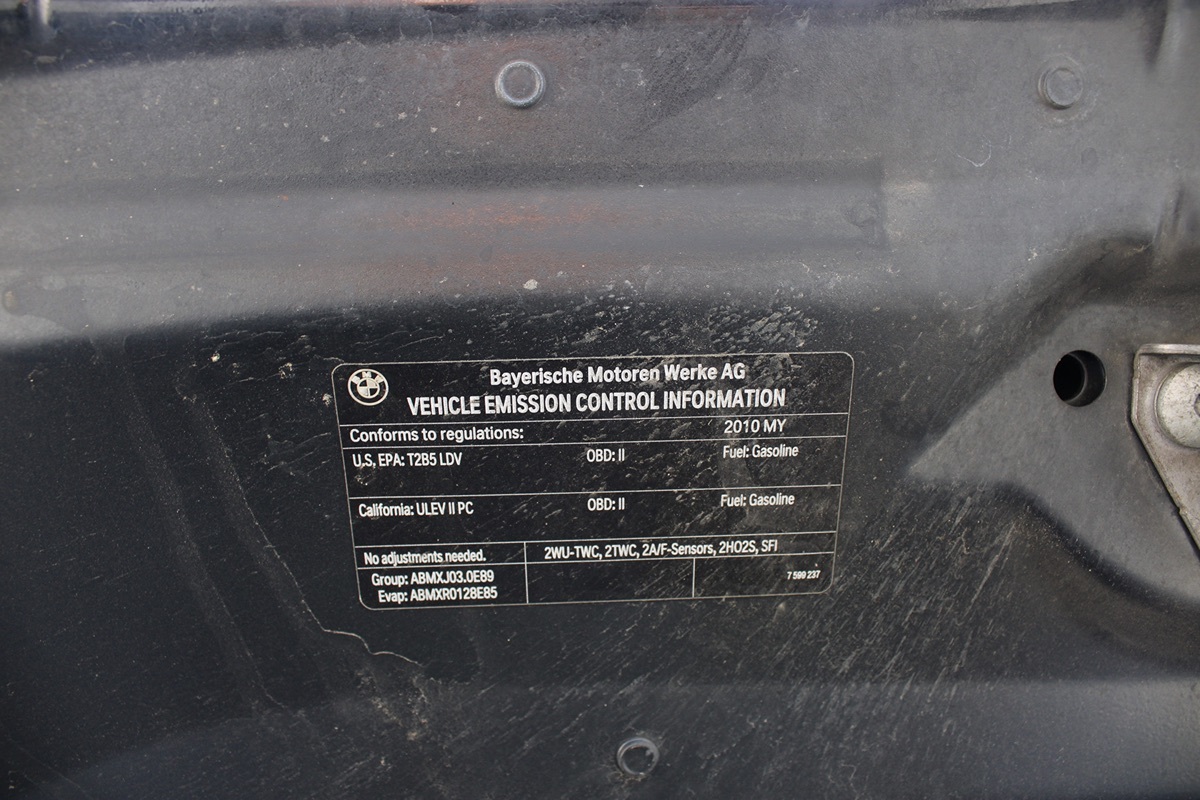 Bayerische Motoren Werke AG
VEHICLE EMISSION CONTROL INFORMATION
Conforms to regulations: 2010 MY
U.S. EPA: T2B5 LDV OBD: II Fuel: Gasoline
California: ULEV II PC OBD: II Fuel: Gasoline
No adjustments needed. 2WU-TWC, 2TWC, 2A/F-Sensors, 2HO2S, SFI
Group: ABMXJ03.0E89 7 599 237
Evap: ABMXR0128E85